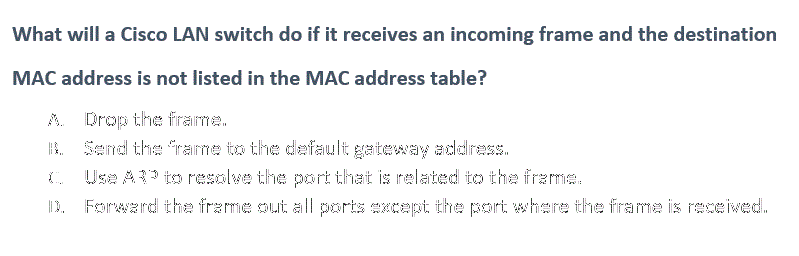 What will a Cisco LAN switch do if it receives an incoming frame and the destination
MAC address is not listed in the MAC address table?
A. Drop the frame.
B. Send the frame to the default gateway address.
C. Use ARP to resolve the port that is related to the frame.
D. Forward the frame out all ports except the port where the frame is received.